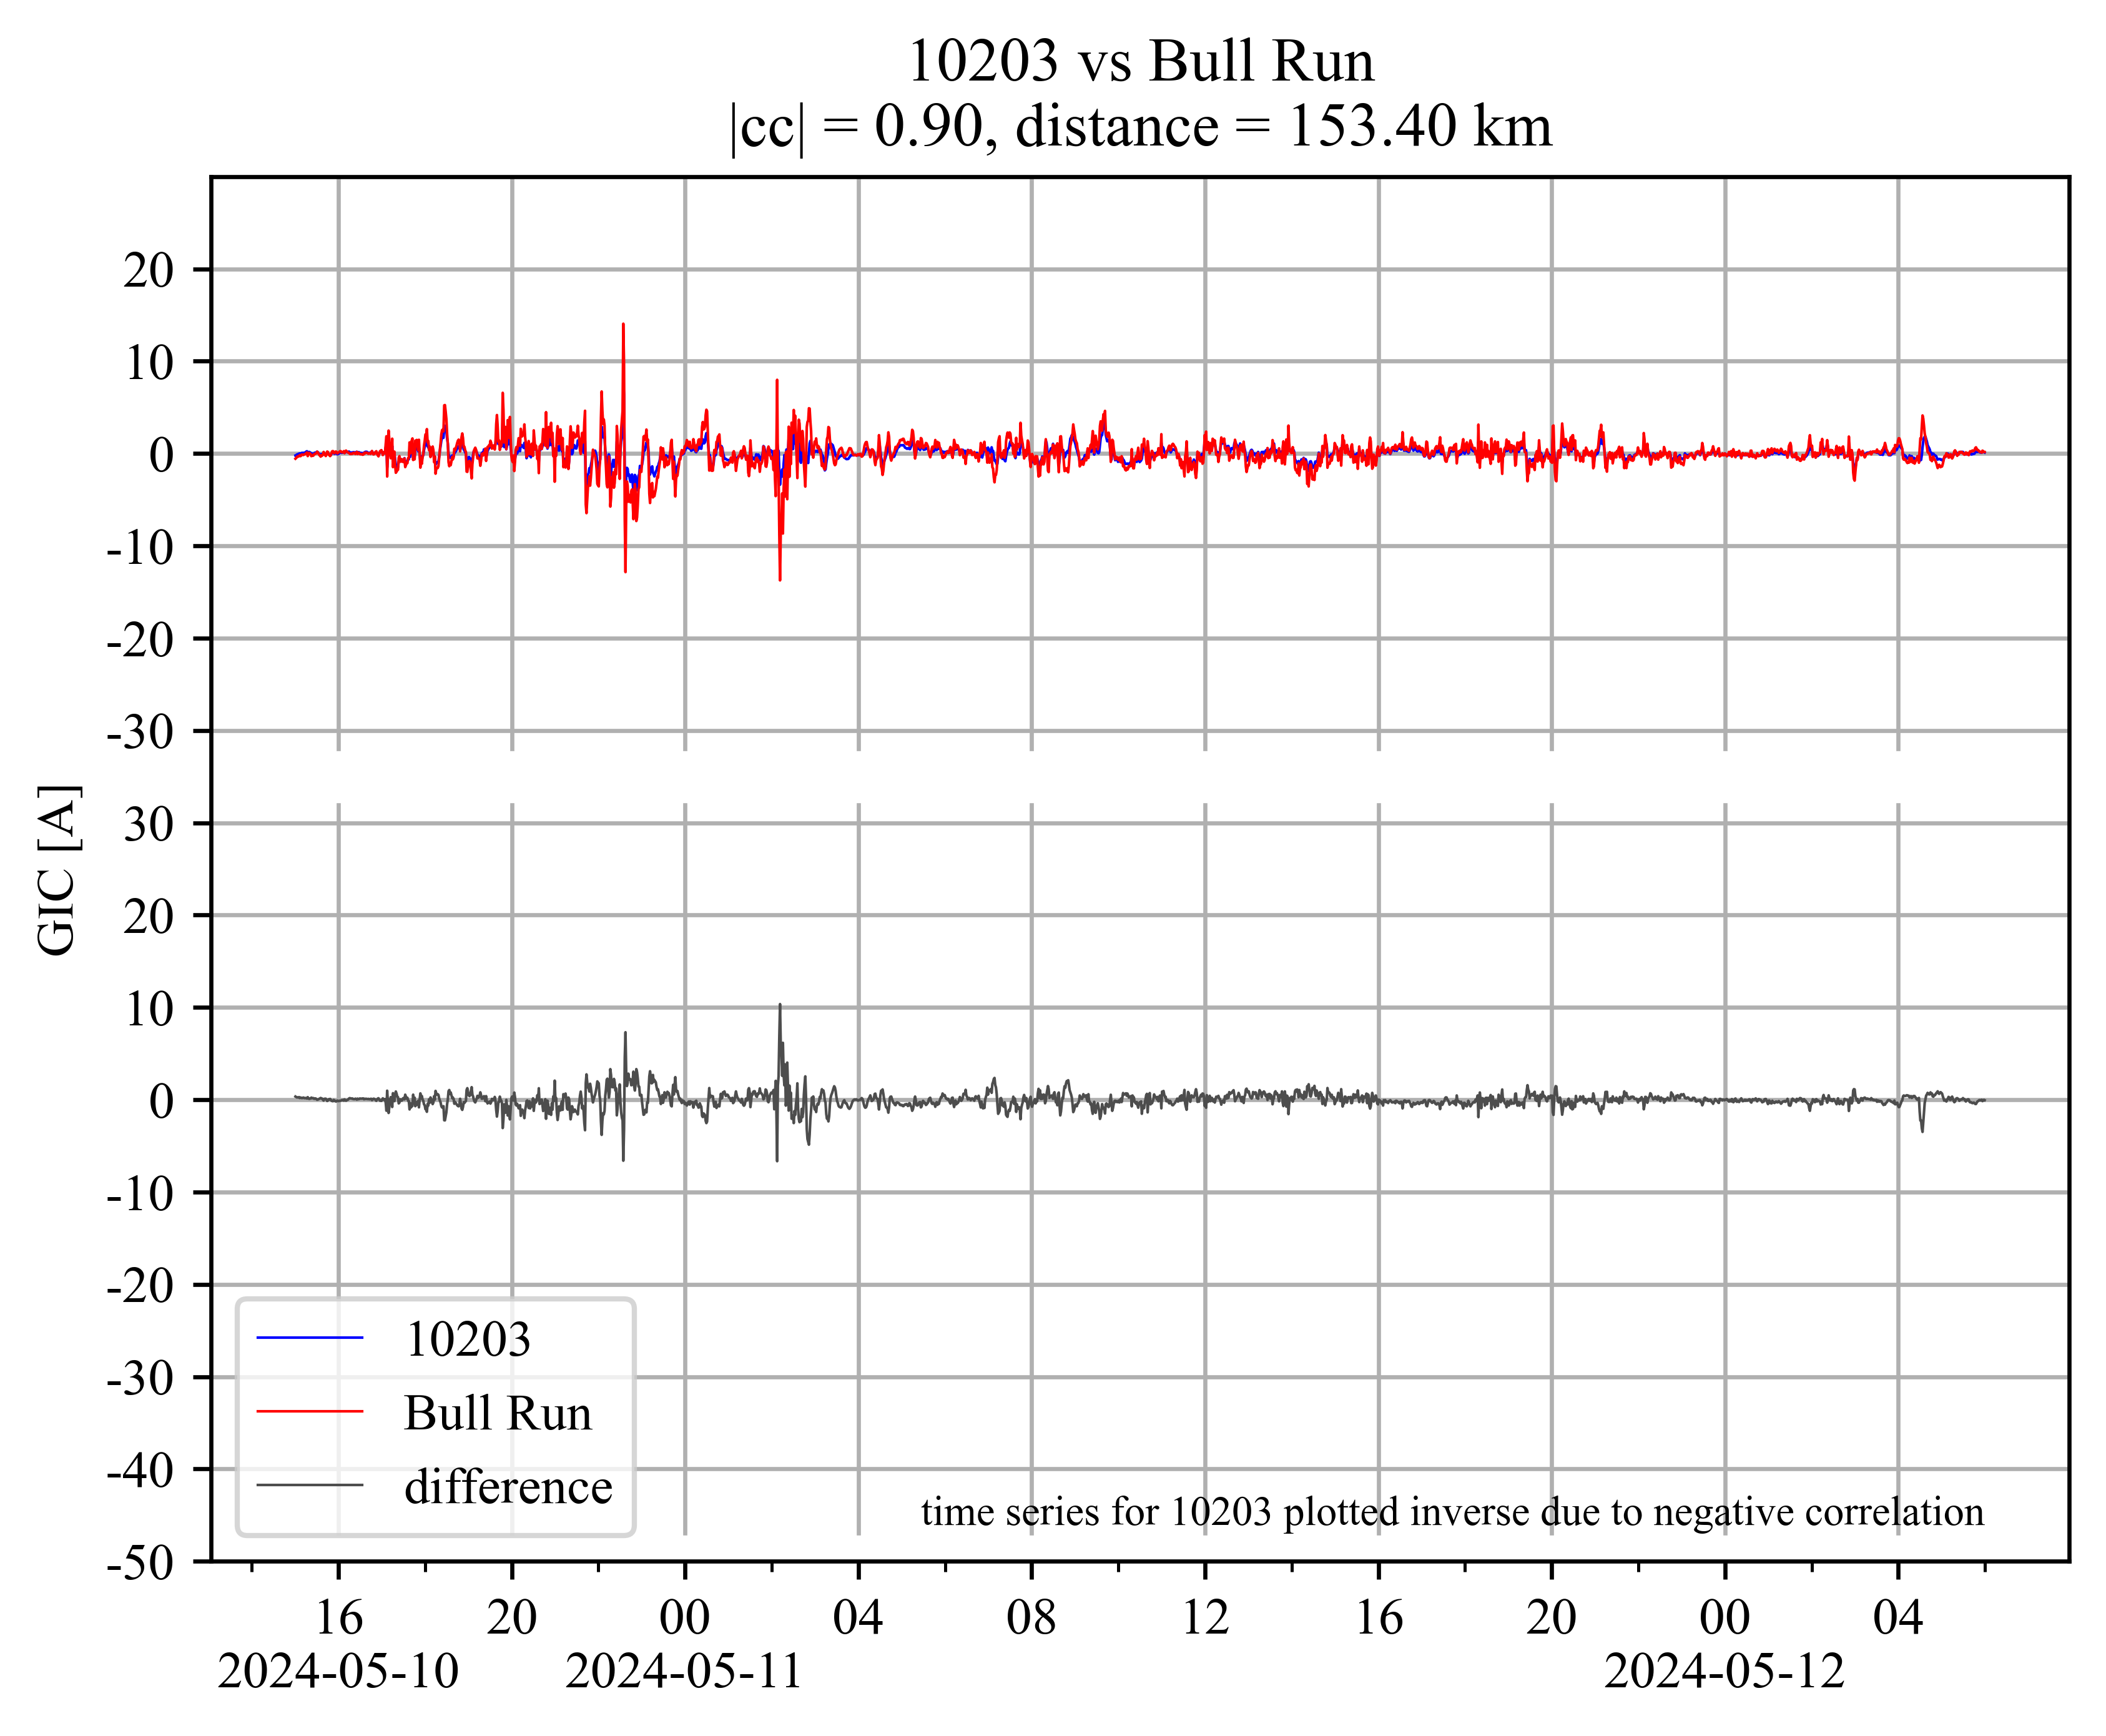 10203 vs Bull Run
|cc| = 0.90, distance = 153.40 km
GIC [A]
20
10
0
-10
-20
-30
30
20
10
0
-10
-20
-30
-40
-50
10203
Bull Run
difference
time series for 10203 plotted inverse due to negative correlation
16 20 00 04 08 12 16 20 00 04
2024-05-10 2024-05-11 2024-05-12